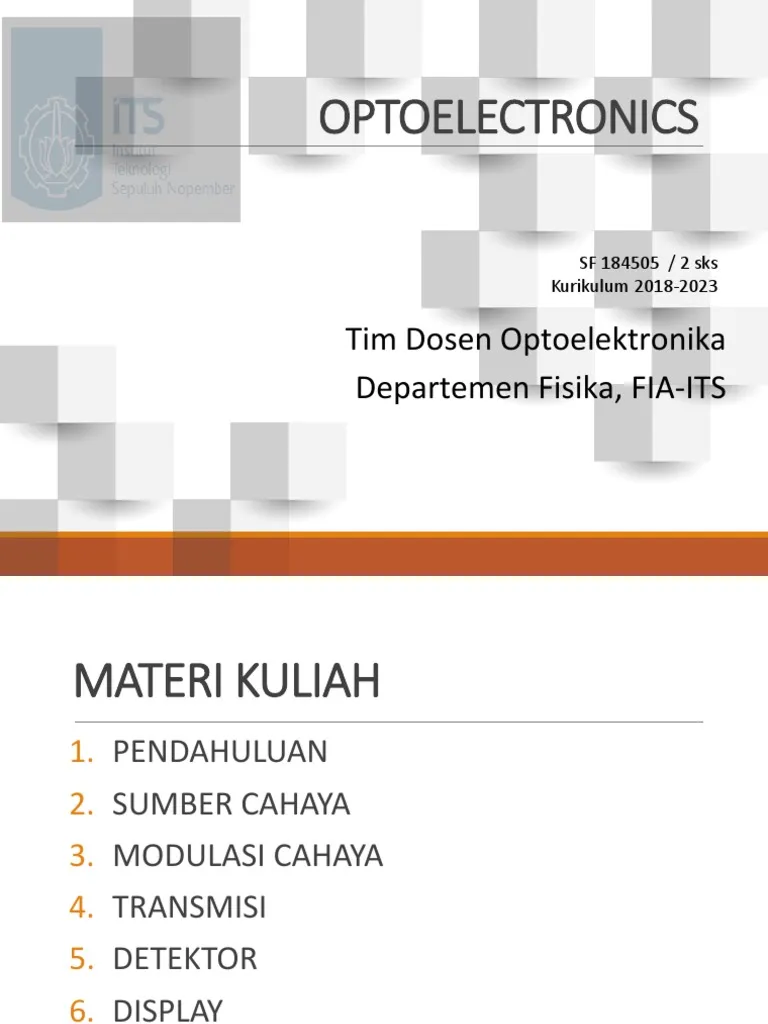 iTS
Institut
Teknologi
Sepuluh Nopember
OPTOELECTRONICS
SF 184505 / 2 sks
Kurikulum 2018-2023
Tim Dosen Optoelektronika
Departemen Fisika, FIA-ITS
MATERI KULIAH
1. PENDAHULUAN
2. SUMBER CAHAYA
3. MODULASI CAHAYA
4. TRANSMISI
5. DETEKTOR
6. DISPLAY